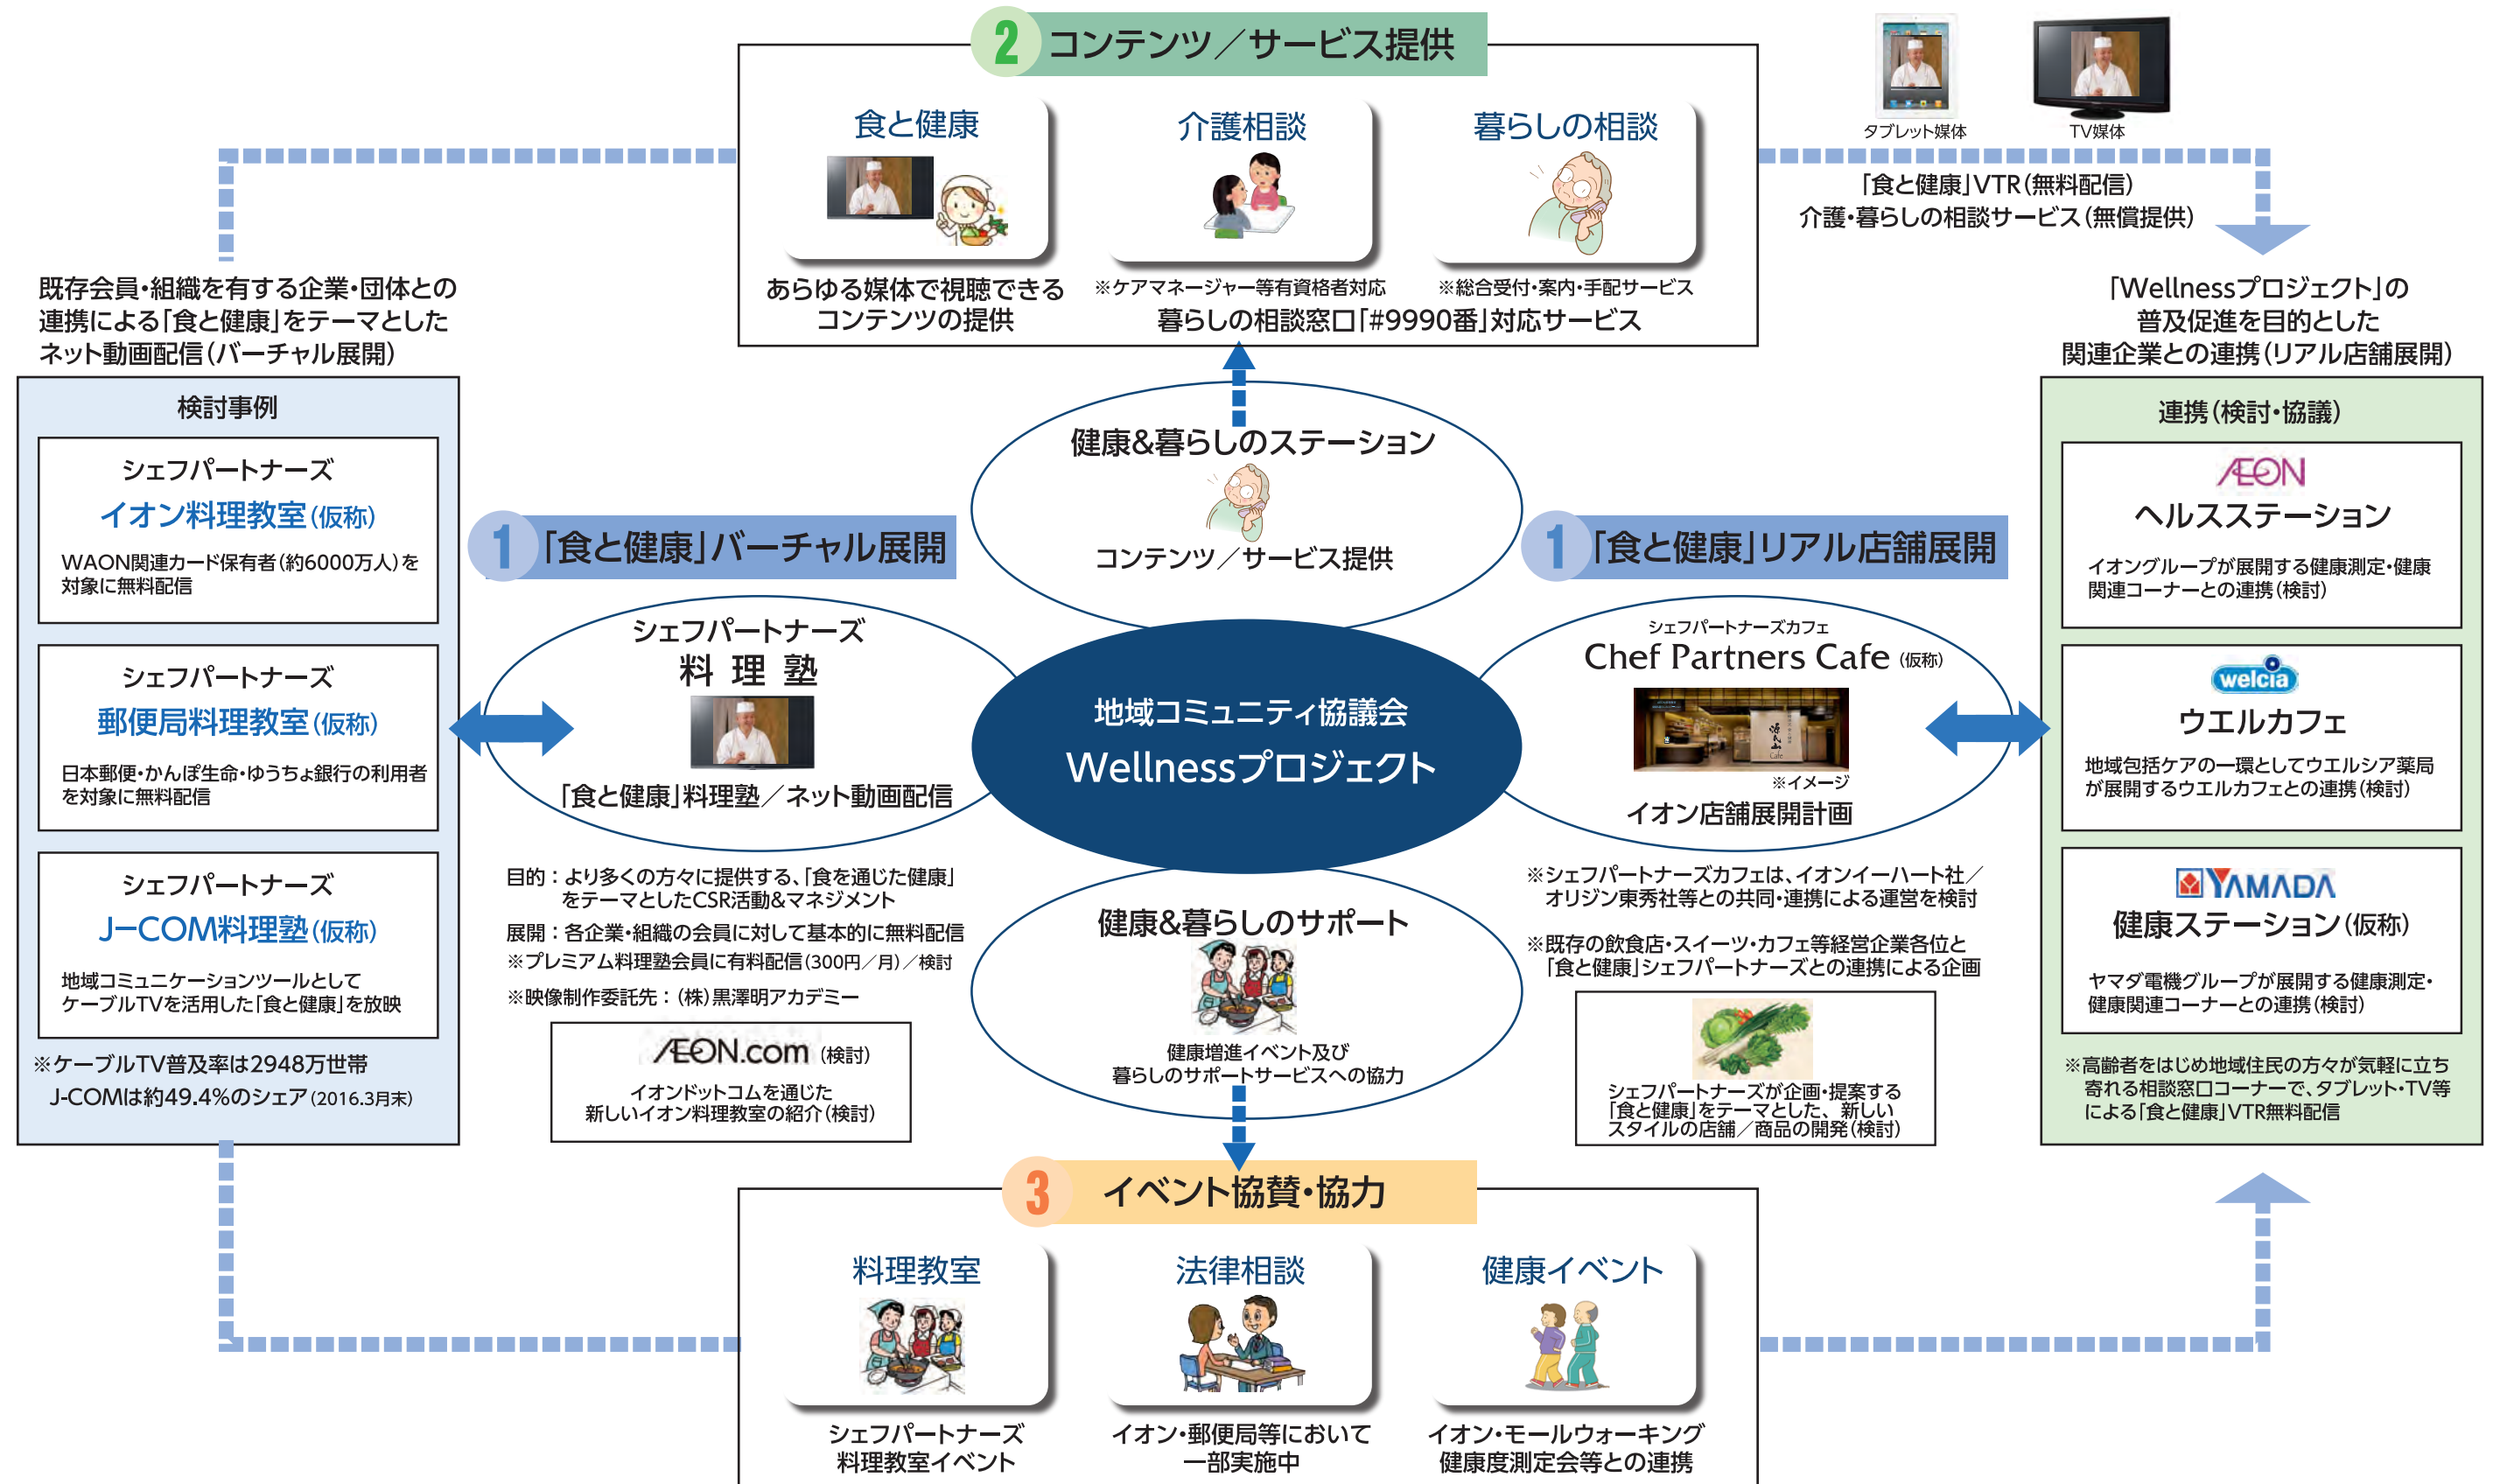 2 コンテンツ／サービス提供
食と健康
あらゆる媒体で視聴できる
コンテンツの提供
介護相談
※ケアマネージャー等有資格者対応
暮らしの相談
※総合受付・案内・手配サービス
暮らしの相談窓口「#9990番」対応サービス
タブレット媒体
TV媒体
「食と健康」VTR(無料配信)
介護・暮らしの相談サービス(無償提供)
既存会員・組織を有する企業・団体との
連携による「食と健康」をテーマとした
ネット動画配信(バーチャル展開)
検討事例
シェフパートナーズ
イオン料理教室(仮称)
WAON関連カード保有者(約6000万人)を
対象に無料配信
シェフパートナーズ
郵便局料理教室(仮称)
日本郵便・かんぽ生命・ゆうちょ銀行の利用者
を対象に無料配信
シェフパートナーズ
J−COM料理塾(仮称)
地域コミュニケーションツールとして
ケーブルTVを活用した「食と健康」を放映
※ケーブルTV普及率は2948万世帯
J-COMは約49.4%のシェア(2016.3月末)
1 「食と健康」バーチャル展開
シェフパートナーズ
料理塾
「食と健康」料理塾／ネット動画配信
目的：より多くの方々に提供する、「食を通じた健康」
をテーマとしたCSR活動&マネジメント
展開：各企業・組織の会員に対して基本的に無料配信
※プレミアム料理塾会員に有料配信(300円／月)／検討
※映像制作委託先：(株)黒澤明アカデミー
ÆON.com (検討)
イオンドットコムを通じた
新しいイオン料理教室の紹介(検討)
健康&暮らしのステーション
コンテンツ／サービス提供
地域コミュニティ協議会
Wellnessプロジェクト
健康&暮らしのサポート
健康増進イベント及び
暮らしのサポートサービスへの協力
1 「食と健康」リアル店舗展開
シェフパートナーズカフェ
Chef Partners Cafe (仮称)
Cafe
※イメージ
イオン店舗展開計画
※シェフパートナーズカフェは、イオンイーハート社／
オリジン東秀社等との共同・連携による運営を検討
※既存の飲食店・スイーツ・カフェ等経営企業各位と
「食と健康」シェフパートナーズとの連携による企画
シェフパートナーズが企画・提案する
「食と健康」をテーマとした、新しい
スタイルの店舗／商品の開発(検討)
「Wellnessプロジェクト」の
普及促進を目的とした
関連企業との連携(リアル店舗展開)
連携(検討・協議)
ÆON
ヘルスステーション
イオングループが展開する健康測定・健康
関連コーナーとの連携(検討)
welcia
ウエルカフェ
地域包括ケアの一環としてウエルシア薬局
が展開するウエルカフェとの連携(検討)
YAMADA
健康ステーション(仮称)
ヤマダ電機グループが展開する健康測定・
健康関連コーナーとの連携(検討)
※高齢者をはじめ地域住民の方々が気軽に立ち
寄れる相談窓口コーナーで、タブレット・TV等
による「食と健康」VTR無料配信
3 イベント協賛・協力
料理教室
シェフパートナーズ
料理教室イベント
法律相談
イオン・郵便局等において
一部実施中
健康イベント
イオン・モールウォーキング
健康度測定会等との連携